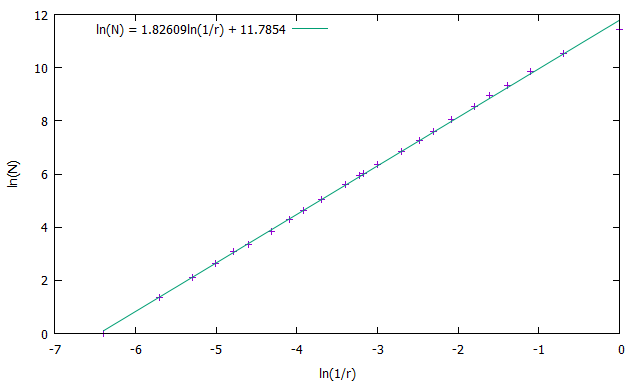 ln(N) = 1.82609ln(1/r) + 11.7854
12
10
8
6
4
2
0
ln(N)
-7 -6 -5 -4 -3 -2 -1 0
ln(1/r)